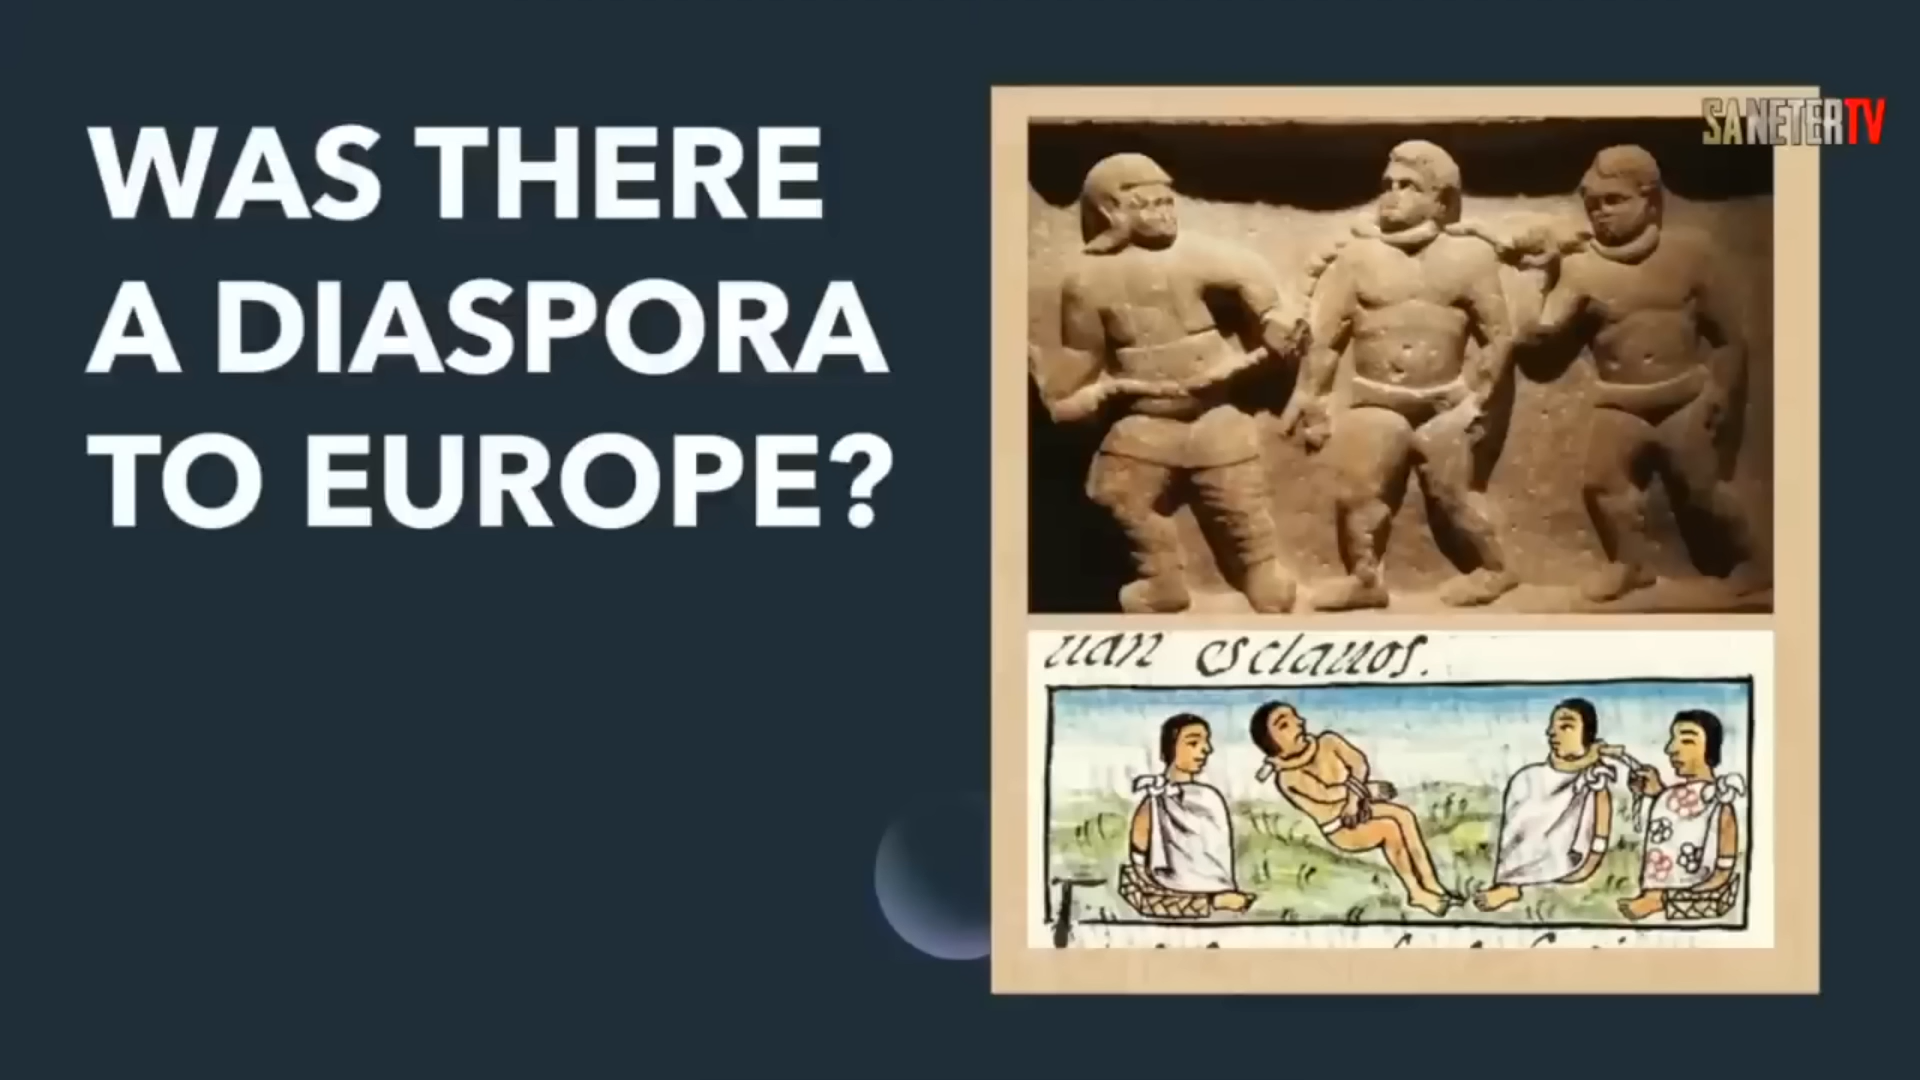 WAS THERE
A DIASPORA
TO EUROPE?
SANETERTV
uan esclauos.
T